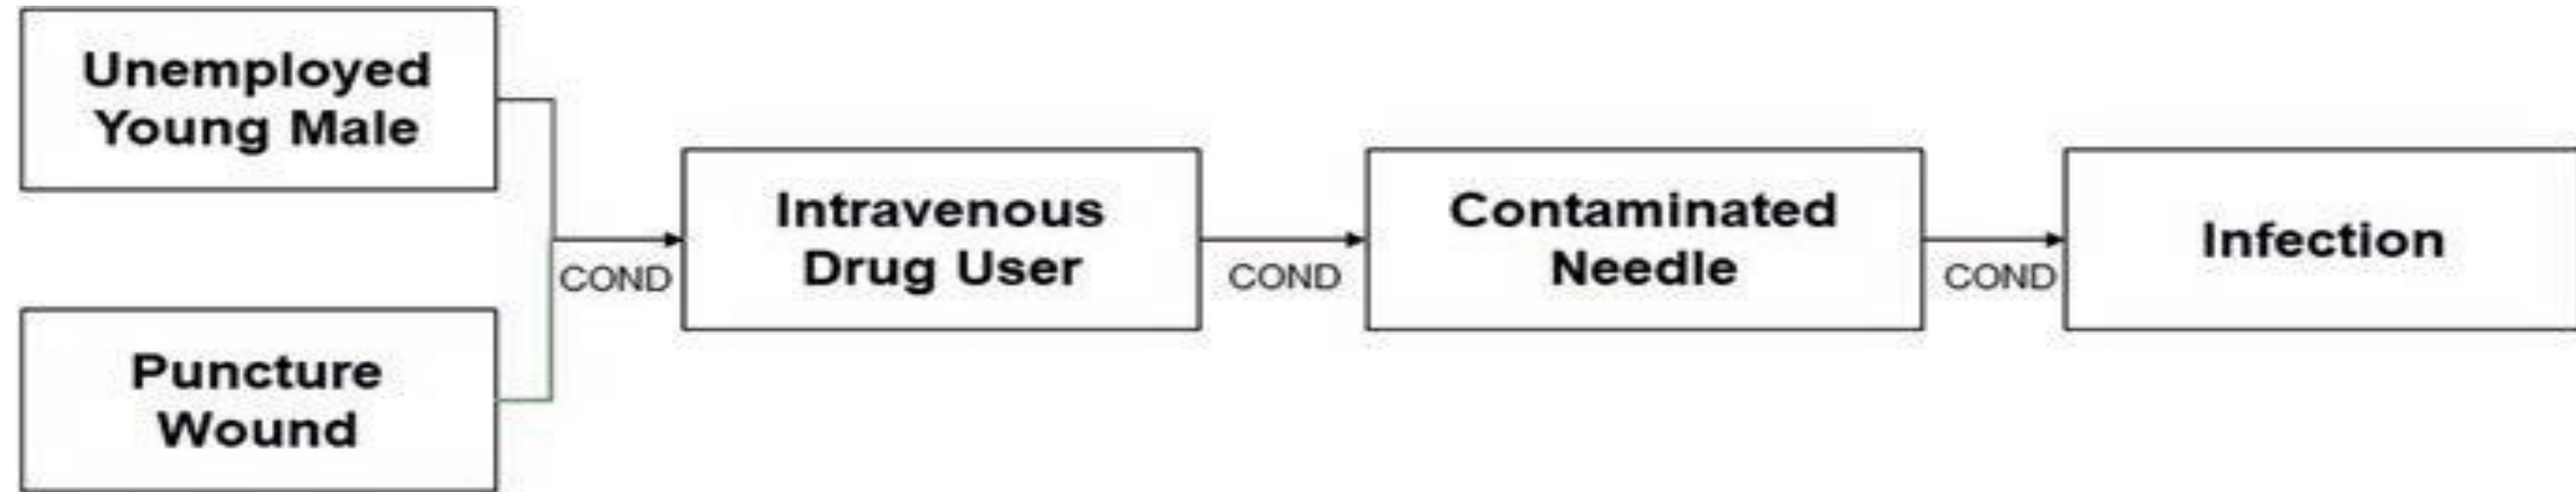 Unemployed
Young Male
Puncture
Wound
COND
Intravenous
Drug User
COND
Contaminated
Needle
COND
Infection